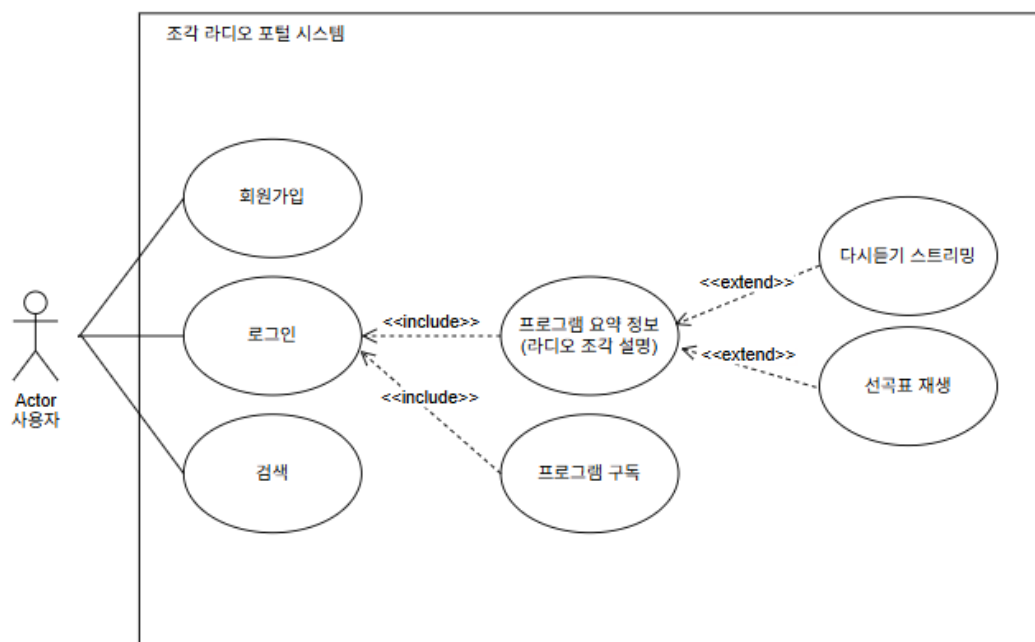 조각 라디오 포털 시스템
회원가입
다시듣기 스트리밍
<<extend>>
로그인
<<include>>
프로그램 요약 정보
(라디오 조각 설명)
<<extend>>
선곡표 재생
<<include>>
Actor
사용자
검색
프로그램 구독